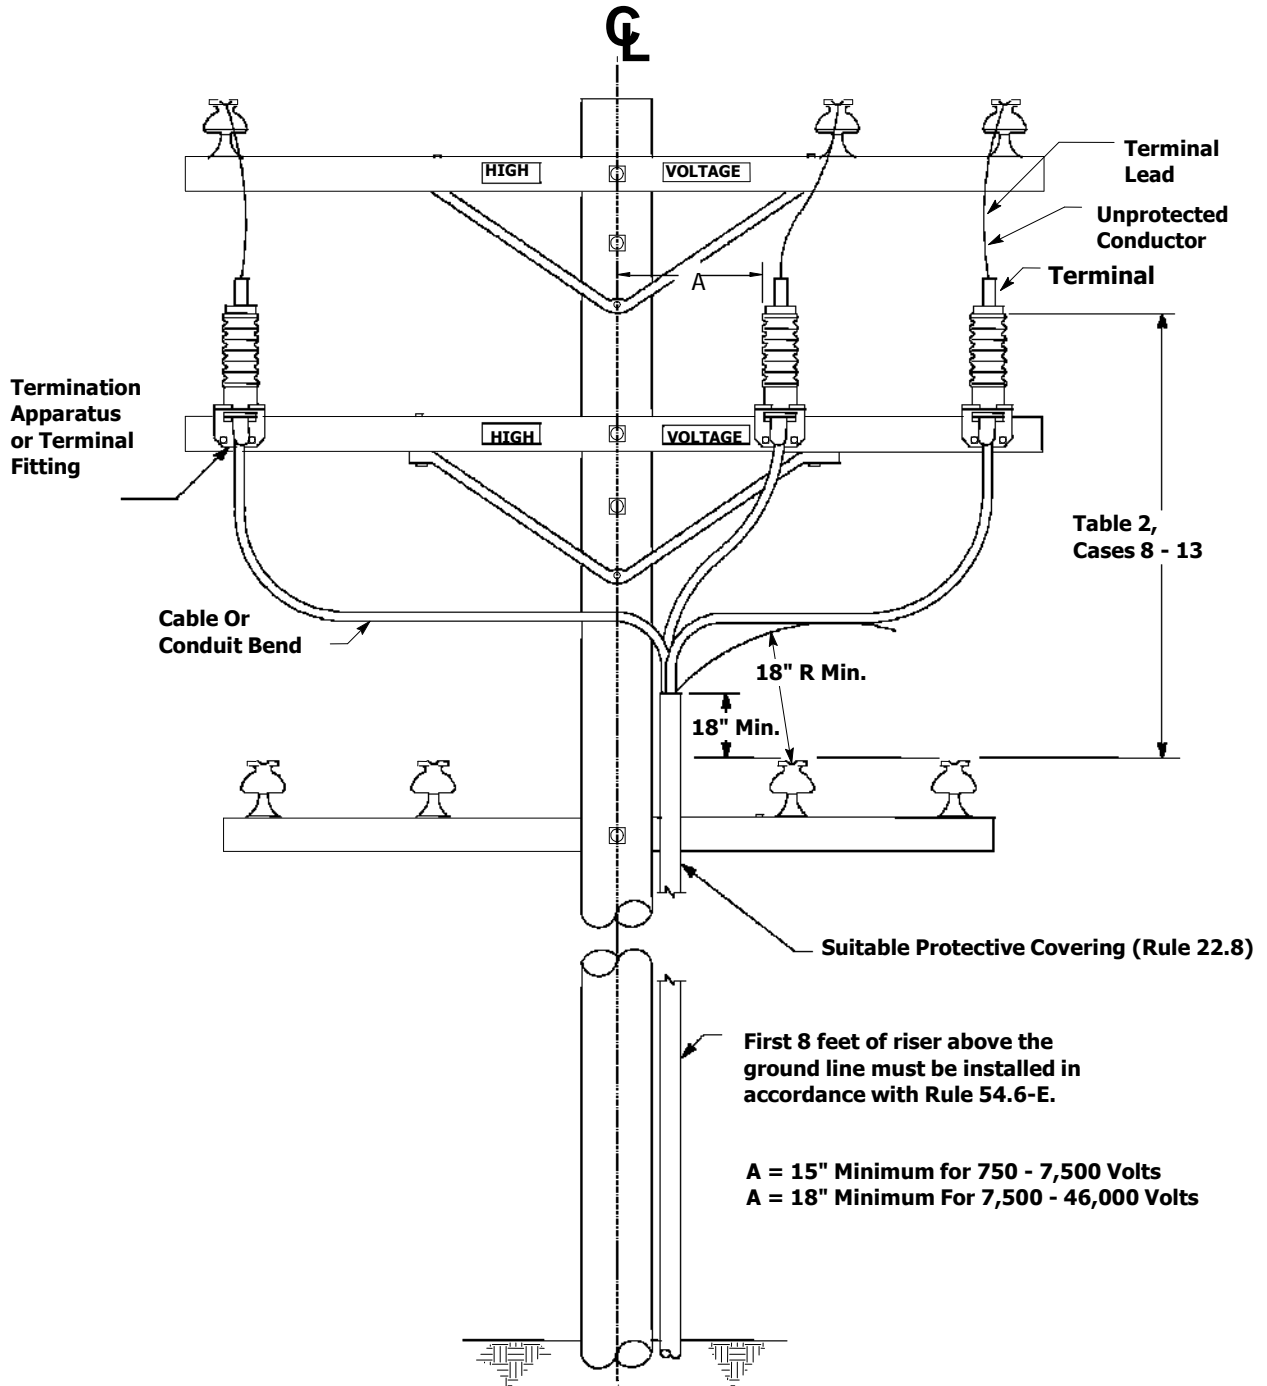 CL
HIGH VOLTAGE
Terminal
Lead
Unprotected
Conductor
Terminal
A
Termination
Apparatus
or Terminal
Fitting
HIGH VOLTAGE
Table 2,
Cases 8 - 13
Cable Or
Conduit Bend
18" R Min.
18" Min.
Suitable Protective Covering (Rule 22.8)
First 8 feet of riser above the
ground line must be installed in
accordance with Rule 54.6-E.
A = 15" Minimum for 750 - 7,500 Volts
A = 18" Minimum For 7,500 - 46,000 Volts